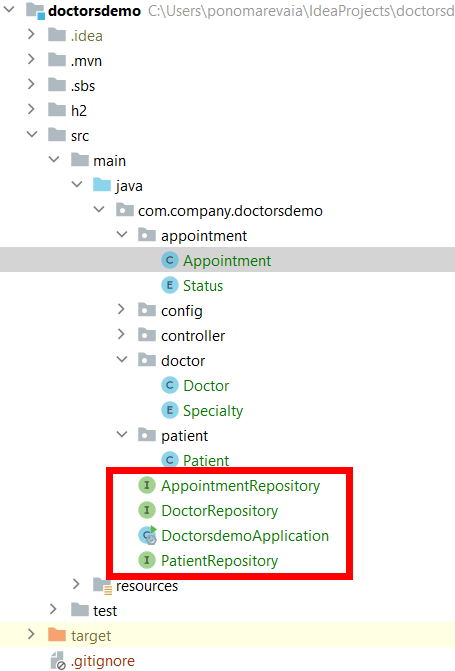 doctorsdemo C:\Users\ponomarevaia\IdeaProjects\doctorsd
.idea
.mvn
.sbs
h2
src
main
java
com.company.doctorsdemo
appointment
C Appointment
E Status
config
controller
doctor
C Doctor
E Specialty
patient
C Patient
I AppointmentRepository
I DoctorRepository
C DoctorsdemoApplication
I PatientRepository
resources
test
target
.gitignore